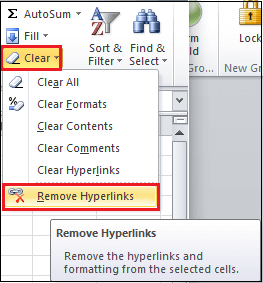 Σ AutoSum
Fill
Clear
Sort &
Filter
Find &
Select
rm
ld
Lock
ro...
New Gr
Clear All
Clear Formats
Clear Contents
Clear Comments
Clear Hyperlinks
Remove Hyperlinks
Remove Hyperlinks
Remove the hyperlinks and
formatting from the selected cells.